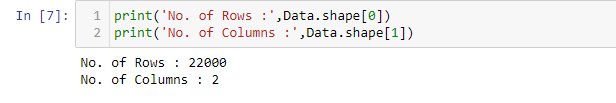 In [7]: 1 print('No. of Rows :',Data.shape[0])
2 print('No. of Columns :',Data.shape[1])
No. of Rows : 22000
No. of Columns : 2